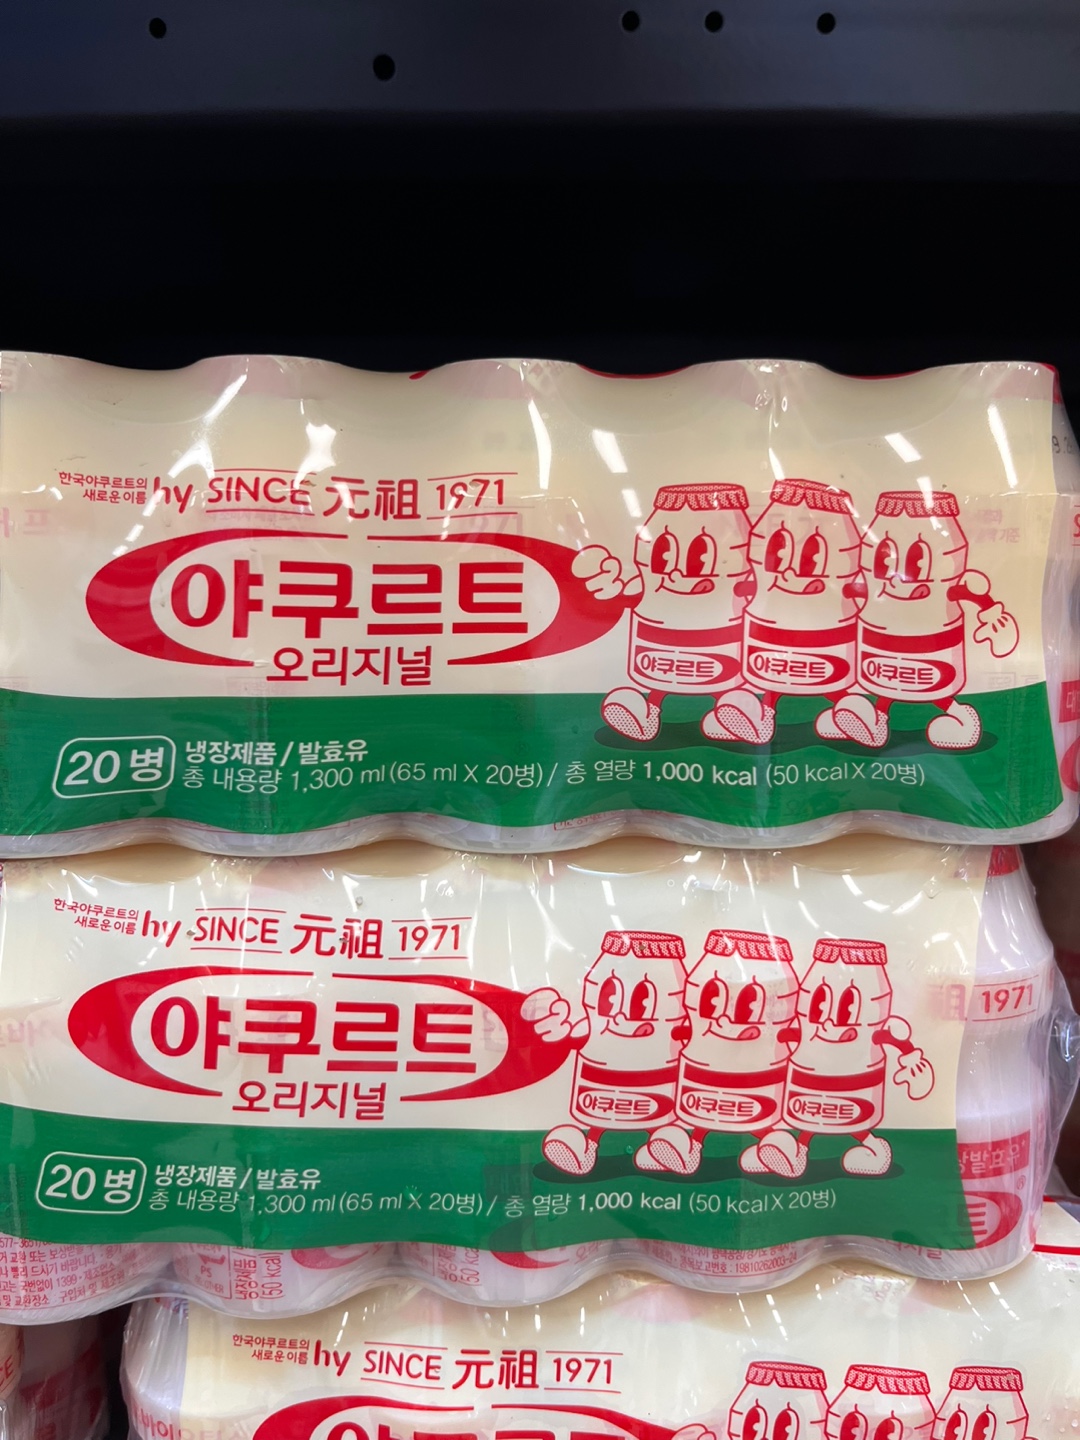 한국야쿠르트의
새로운이름 hy SINCE 元祖 1971
야쿠르트
오리지널
야쿠르트 야쿠르트 야쿠르트
20 병 냉장제품 / 발효유
총 내용량 1,300 ml (65 ml X 20병) / 총 열량 1,000 kcal (50 kcal X 20병)
한국야쿠르트의
새로운이름 hy SINCE 元祖 1971
야쿠르트
오리지널
야쿠르트 야쿠르트 야쿠르트
祖 1971
20 병 냉장제품 / 발효유
총 내용량 1,300 ml (65 ml X 20병) / 총 열량 1,000 kcal (50 kcal X 20병)
한국야쿠르트의
새로운이름 hy SINCE 元祖 1971